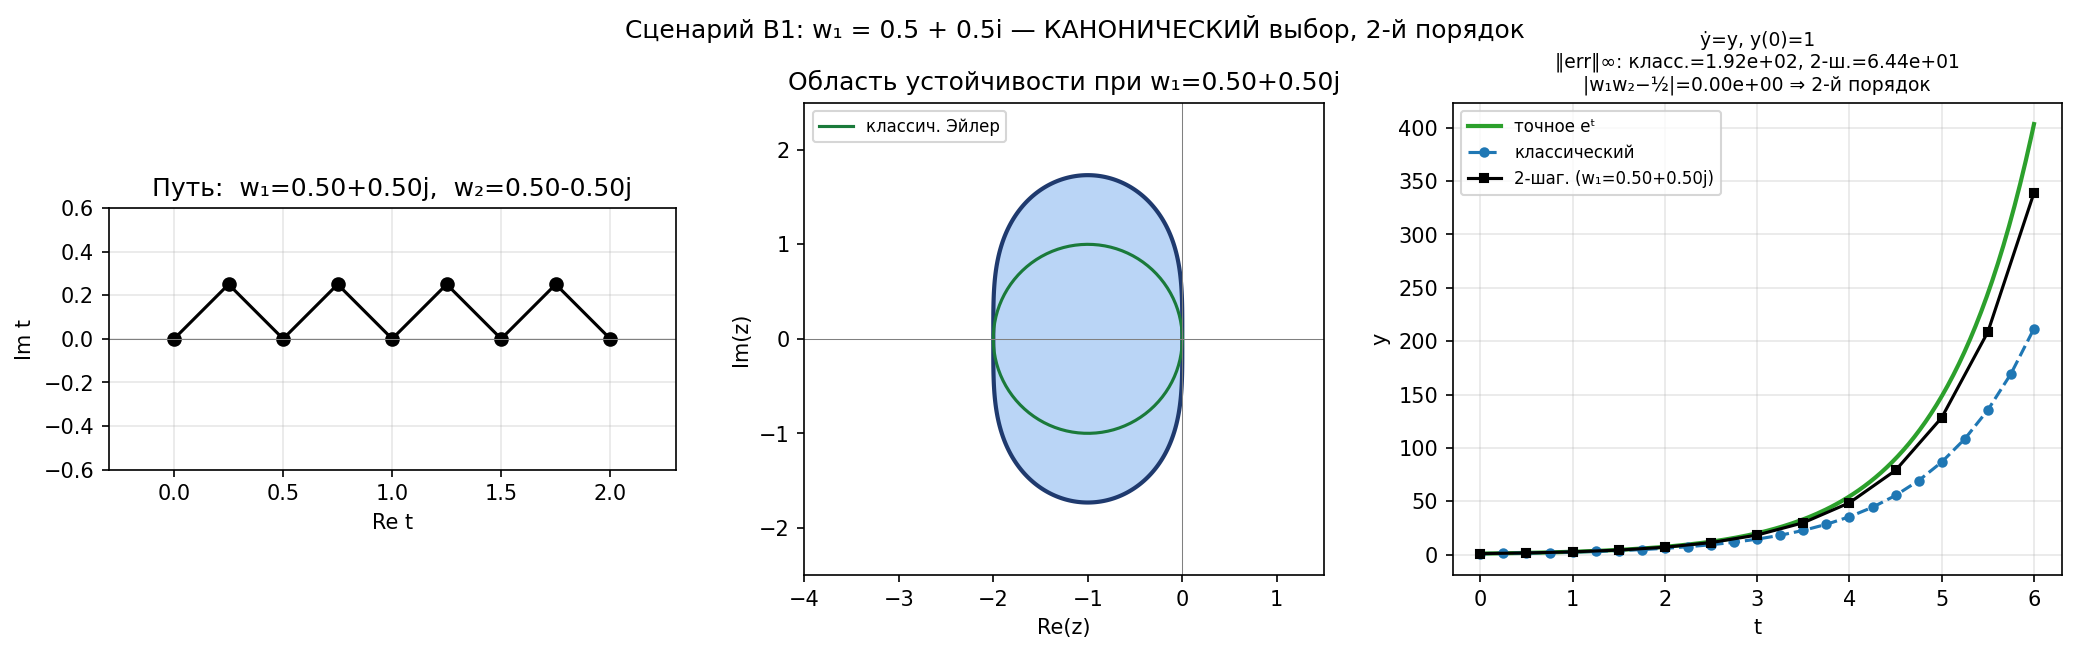 Сценарий B1: w₁ = 0.5 + 0.5i — КАНОНИЧЕСКИЙ выбор, 2-й порядок
Путь:  w₁=0.50+0.50j,  w₂=0.50-0.50j
0.6
0.4
0.2
0.0
−0.2
−0.4
−0.6
Im t
0.0
0.5
1.0
1.5
2.0
Re t
Область устойчивости при w₁=0.50+0.50j
классич. Эйлер
2
1
0
−1
−2
Im(z)
−4
−3
−2
−1
0
1
Re(z)
ẏ=y, y(0)=1
‖err‖∞: класс.=1.92e+02, 2-ш.=6.44e+01
|w₁w₂−½|=0.00e+00 ⇒ 2-й порядок
точное eᵗ
классический
2-шаг. (w₁=0.50+0.50j)
400
350
300
250
200
150
100
50
0
y
0
1
2
3
4
5
6
t